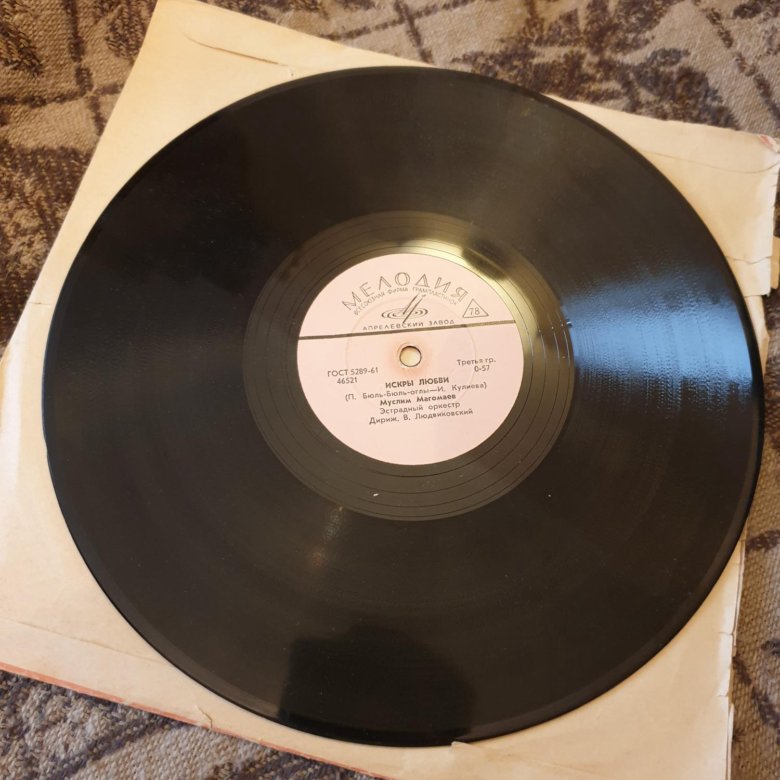 МЕЛОДИЯ
ВСЕСОЮЗНАЯ ФИРМА ГРАМПЛАСТИНОК
78
АПРЕЛЕВСКИЙ ЗАВОД
ГОСТ 5289-61 Третья гр.
46521 0-57
ИСКРЫ ЛЮБВИ
(П. Бюль-Бюль-оглы—И. Кулиева)
Муслим Магомаев
Эстрадный оркестр
Дириж. В. Людвиковский